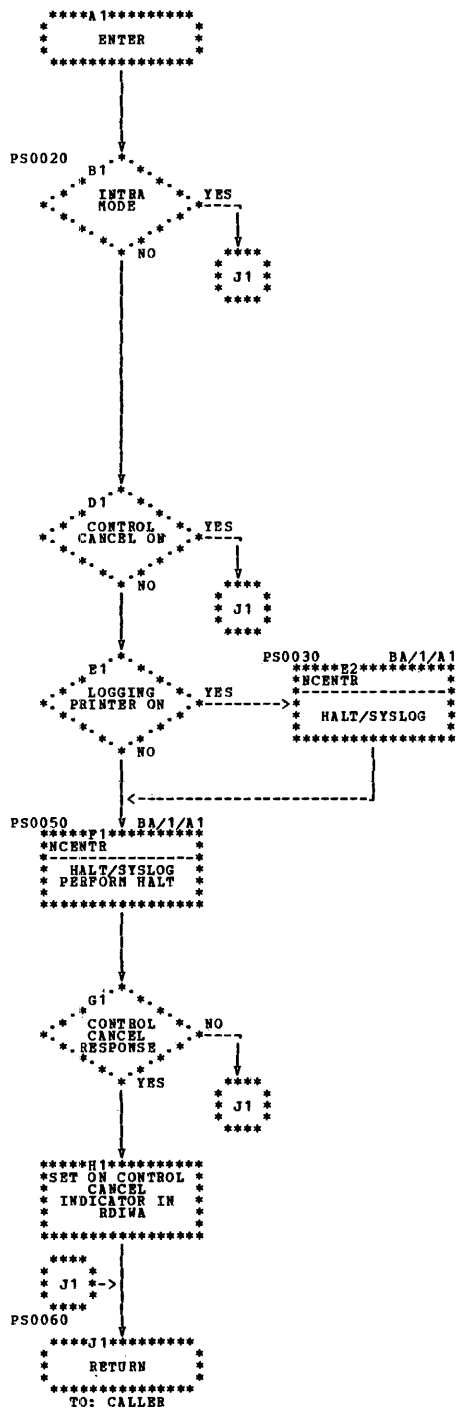 A1
ENTER
PS0020
B1
INTRA
MODE
YES
NO
J1
D1
CONTROL
CANCEL ON
YES
NO
J1
E1
LOGGING
PRINTER ON
YES
NO
PS0030
BA/1/A1
E2
NCENTR
HALT/SYSLOG
PS0050
BA/1/A1
F1
NCENTR
HALT/SYSLOG
PERFORM HALT
G1
CONTROL
CANCEL
RESPONSE
NO
YES
J1
H1
SET ON CONTROL
CANCEL
INDICATOR IN
RDIWA
J1
PS0060
J1
RETURN
TO: CALLER